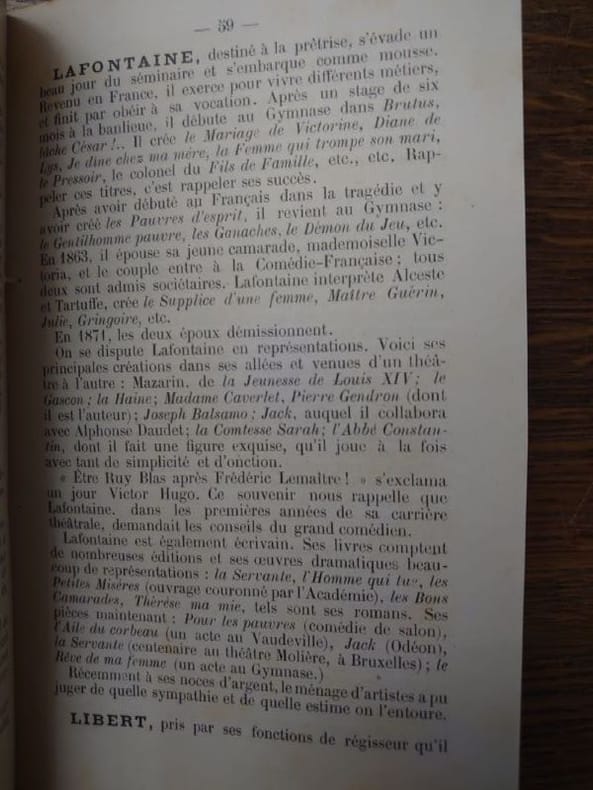 — 59 —
LAFONTAINE, destiné à la prêtrise, s'évade un
beau jour du séminaire et s'embarque comme mousse.
Revenu en France, il exerce pour vivre différents métiers,
et finit par obéir à sa vocation. Après un stage de six
mois à la banlieue, il débute au Gymnase dans Brutus,
lâche César!.. Il crée le Mariage de Victorine, Diane de
Lys, Je dîne chez ma mère, la Femme qui trompe son mari,
le Pressoir, le colonel du Fils de Famille, etc., etc. Rap-
peler ces titres, c'est rappeler ses succès.
Après avoir débuté au Français dans la tragédie et y
avoir créé les Pauvres d'esprit, il revient au Gymnase :
le Gentilhomme pauvre, les Ganaches, le Démon du Jeu, etc.
En 1863, il épouse sa jeune camarade, mademoiselle Vic-
toria, et le couple entre à la Comédie-Française ; tous
deux sont admis sociétaires. Lafontaine interprète Alceste
et Tartuffe, crée le Supplice d'une femme, Maître Guérin,
Julie, Gringoire, etc.
En 1871, les deux époux démissionnent.
On se dispute Lafontaine en représentations. Voici ses
principales créations dans ses allées et venues d'un théâ-
tre à l'autre : Mazarin, de la Jeunesse de Louis XIV ; le
Gascon ; la Haine ; Madame Caverlet, Pierre Gendron (dont
il est l'auteur) ; Joseph Balsamo ; Jack, auquel il collabora
avec Alphonse Daudet ; la Comtesse Sarah ; l'Abbé Constan-
tin, dont il fait une figure exquise, qu'il joue à la fois
avec tant de simplicité et d'onction.
« Être Ruy Blas après Frédéric Lemaître ! » s'exclama
un jour Victor Hugo. Ce souvenir nous rappelle que
Lafontaine, dans les premières années de sa carrière
théâtrale, demandait les conseils du grand comédien.
Lafontaine est également écrivain. Ses livres comptent
de nombreuses éditions et ses œuvres dramatiques beau-
coup de représentations : la Servante, l'Homme qui tue, les
Petites Misères (ouvrage couronné par l'Académie), les Bons
Camarades, Thérèse ma mie, tels sont ses romans. Ses
pièces maintenant : Pour les pauvres (comédie de salon),
l'Aile du corbeau (un acte au Vaudeville), Jack (Odéon),
la Servante (centenaire au théâtre Molière, à Bruxelles) ; le
Rêve de ma femme (un acte au Gymnase.)
Récemment à ses noces d'argent, le ménage d'artistes a pu
juger de quelle sympathie et de quelle estime on l'entoure.
LIBERT, pris par ses fonctions de régisseur qu'il